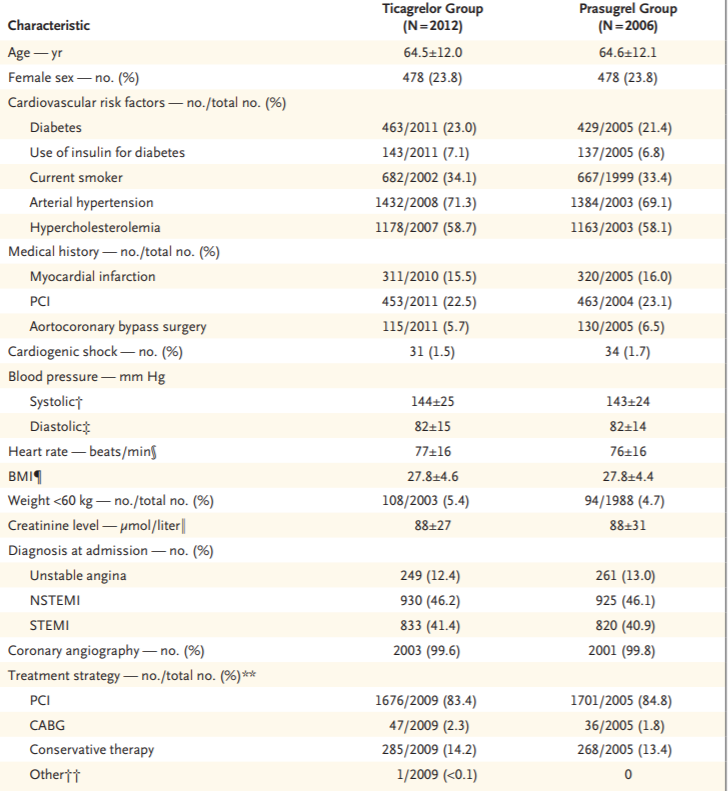 Characteristic Ticagrelor Group (N=2012) Prasugrel Group (N=2006)
Age — yr 64.5±12.0 64.6±12.1
Female sex — no. (%) 478 (23.8) 478 (23.8)
Cardiovascular risk factors — no./total no. (%)
Diabetes 463/2011 (23.0) 429/2005 (21.4)
Use of insulin for diabetes 143/2011 (7.1) 137/2005 (6.8)
Current smoker 682/2002 (34.1) 667/1999 (33.4)
Arterial hypertension 1432/2008 (71.3) 1384/2003 (69.1)
Hypercholesterolemia 1178/2007 (58.7) 1163/2003 (58.1)
Medical history — no./total no. (%)
Myocardial infarction 311/2010 (15.5) 320/2005 (16.0)
PCI 453/2011 (22.5) 463/2004 (23.1)
Aortocoronary bypass surgery 115/2011 (5.7) 130/2005 (6.5)
Cardiogenic shock — no. (%) 31 (1.5) 34 (1.7)
Blood pressure — mm Hg
Systolic† 144±25 143±24
Diastolic‡ 82±15 82±14
Heart rate — beats/min§ 77±16 76±16
BMI¶ 27.8±4.6 27.8±4.4
Weight <60 kg — no./total no. (%) 108/2003 (5.4) 94/1988 (4.7)
Creatinine level — μmol/liter‖ 88±27 88±31
Diagnosis at admission — no. (%)
Unstable angina 249 (12.4) 261 (13.0)
NSTEMI 930 (46.2) 925 (46.1)
STEMI 833 (41.4) 820 (40.9)
Coronary angiography — no. (%) 2003 (99.6) 2001 (99.8)
Treatment strategy — no./total no. (%)**
PCI 1676/2009 (83.4) 1701/2005 (84.8)
CABG 47/2009 (2.3) 36/2005 (1.8)
Conservative therapy 285/2009 (14.2) 268/2005 (13.4)
Other†† 1/2009 (<0.1) 0